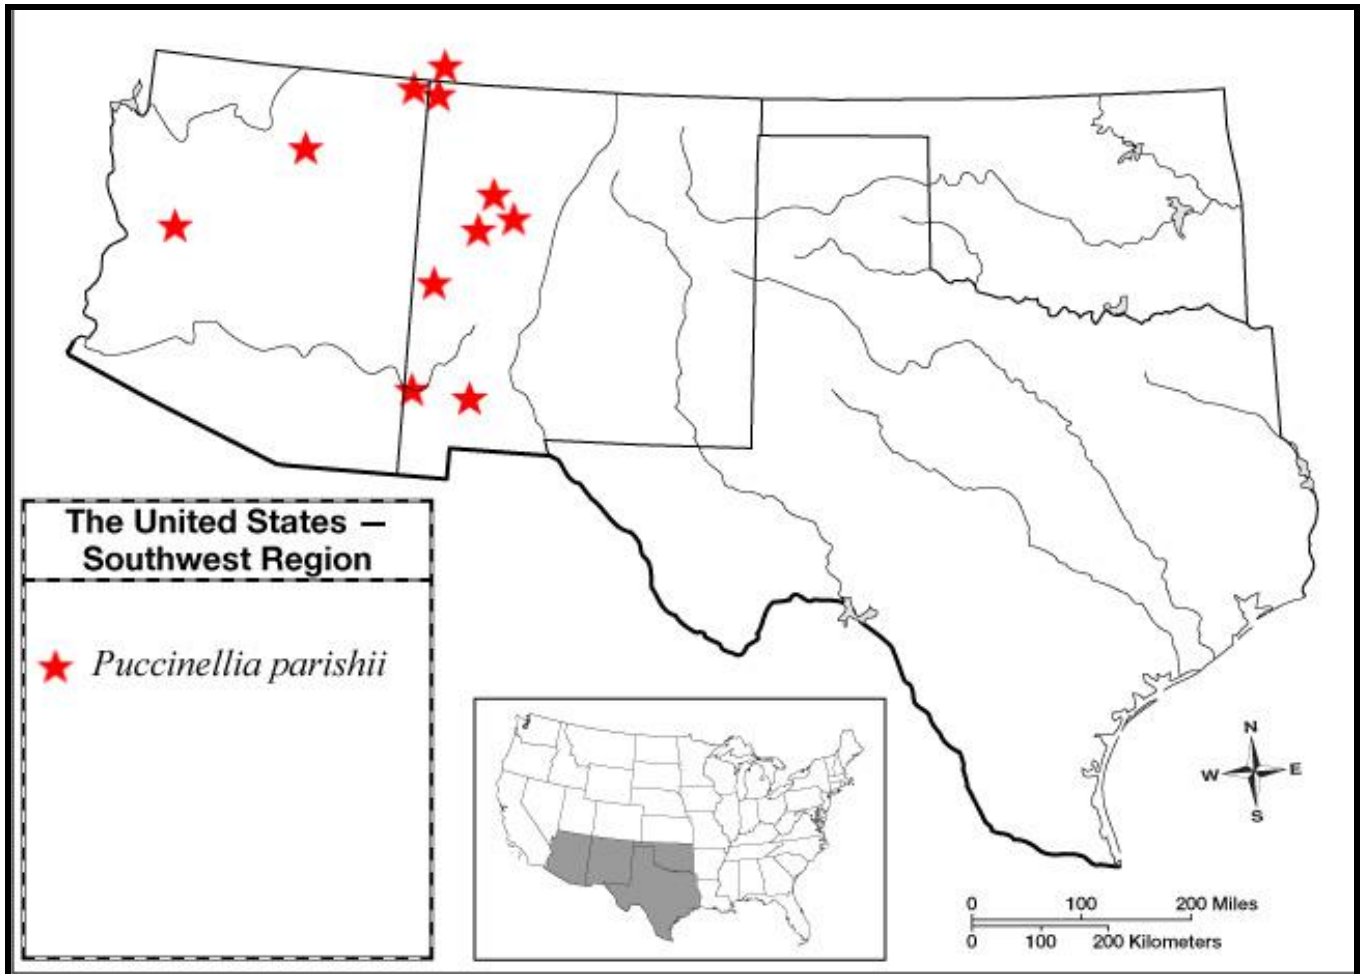 The United States —
Southwest Region
Puccinellia parishii
N
W E
S
0 100 200 Miles
0 100 200 Kilometers